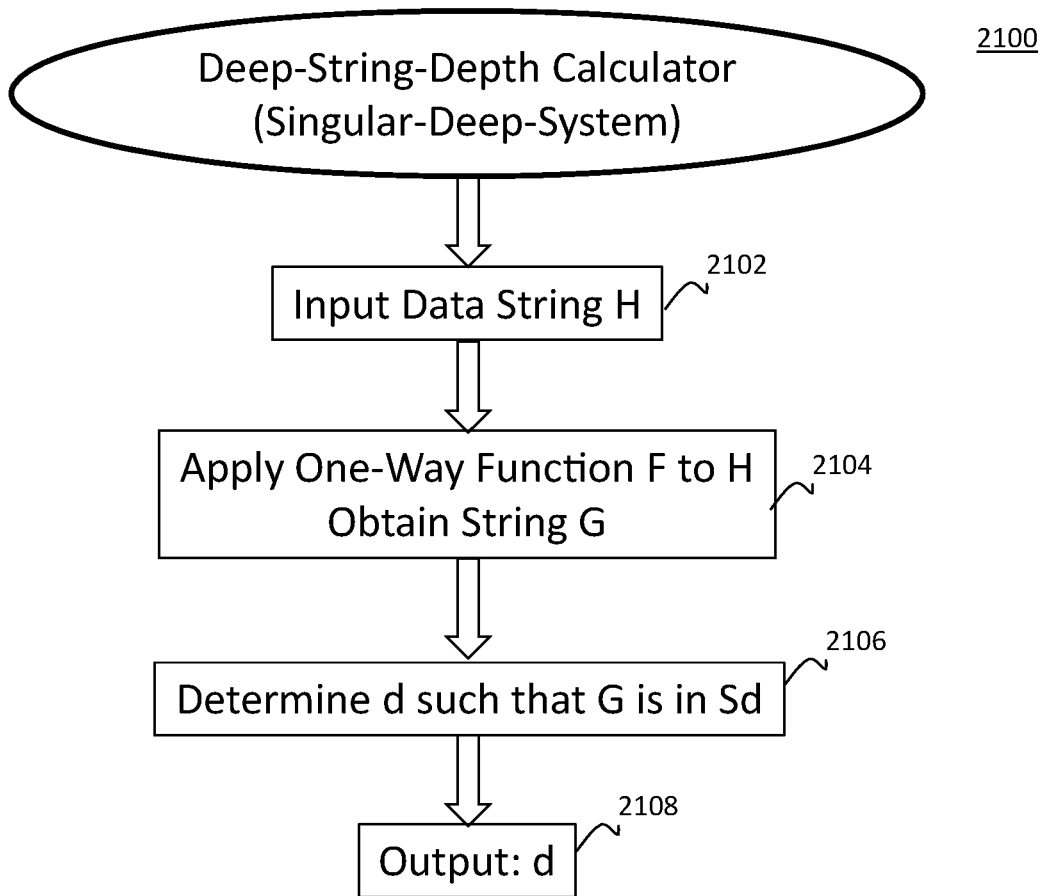 2100
Deep-String-Depth Calculator
(Singular-Deep-System)
2102
Input Data String H
Apply One-Way Function F to H
2104
Obtain String G
2106
Determine d such that G is in Sd
2108
Output: d